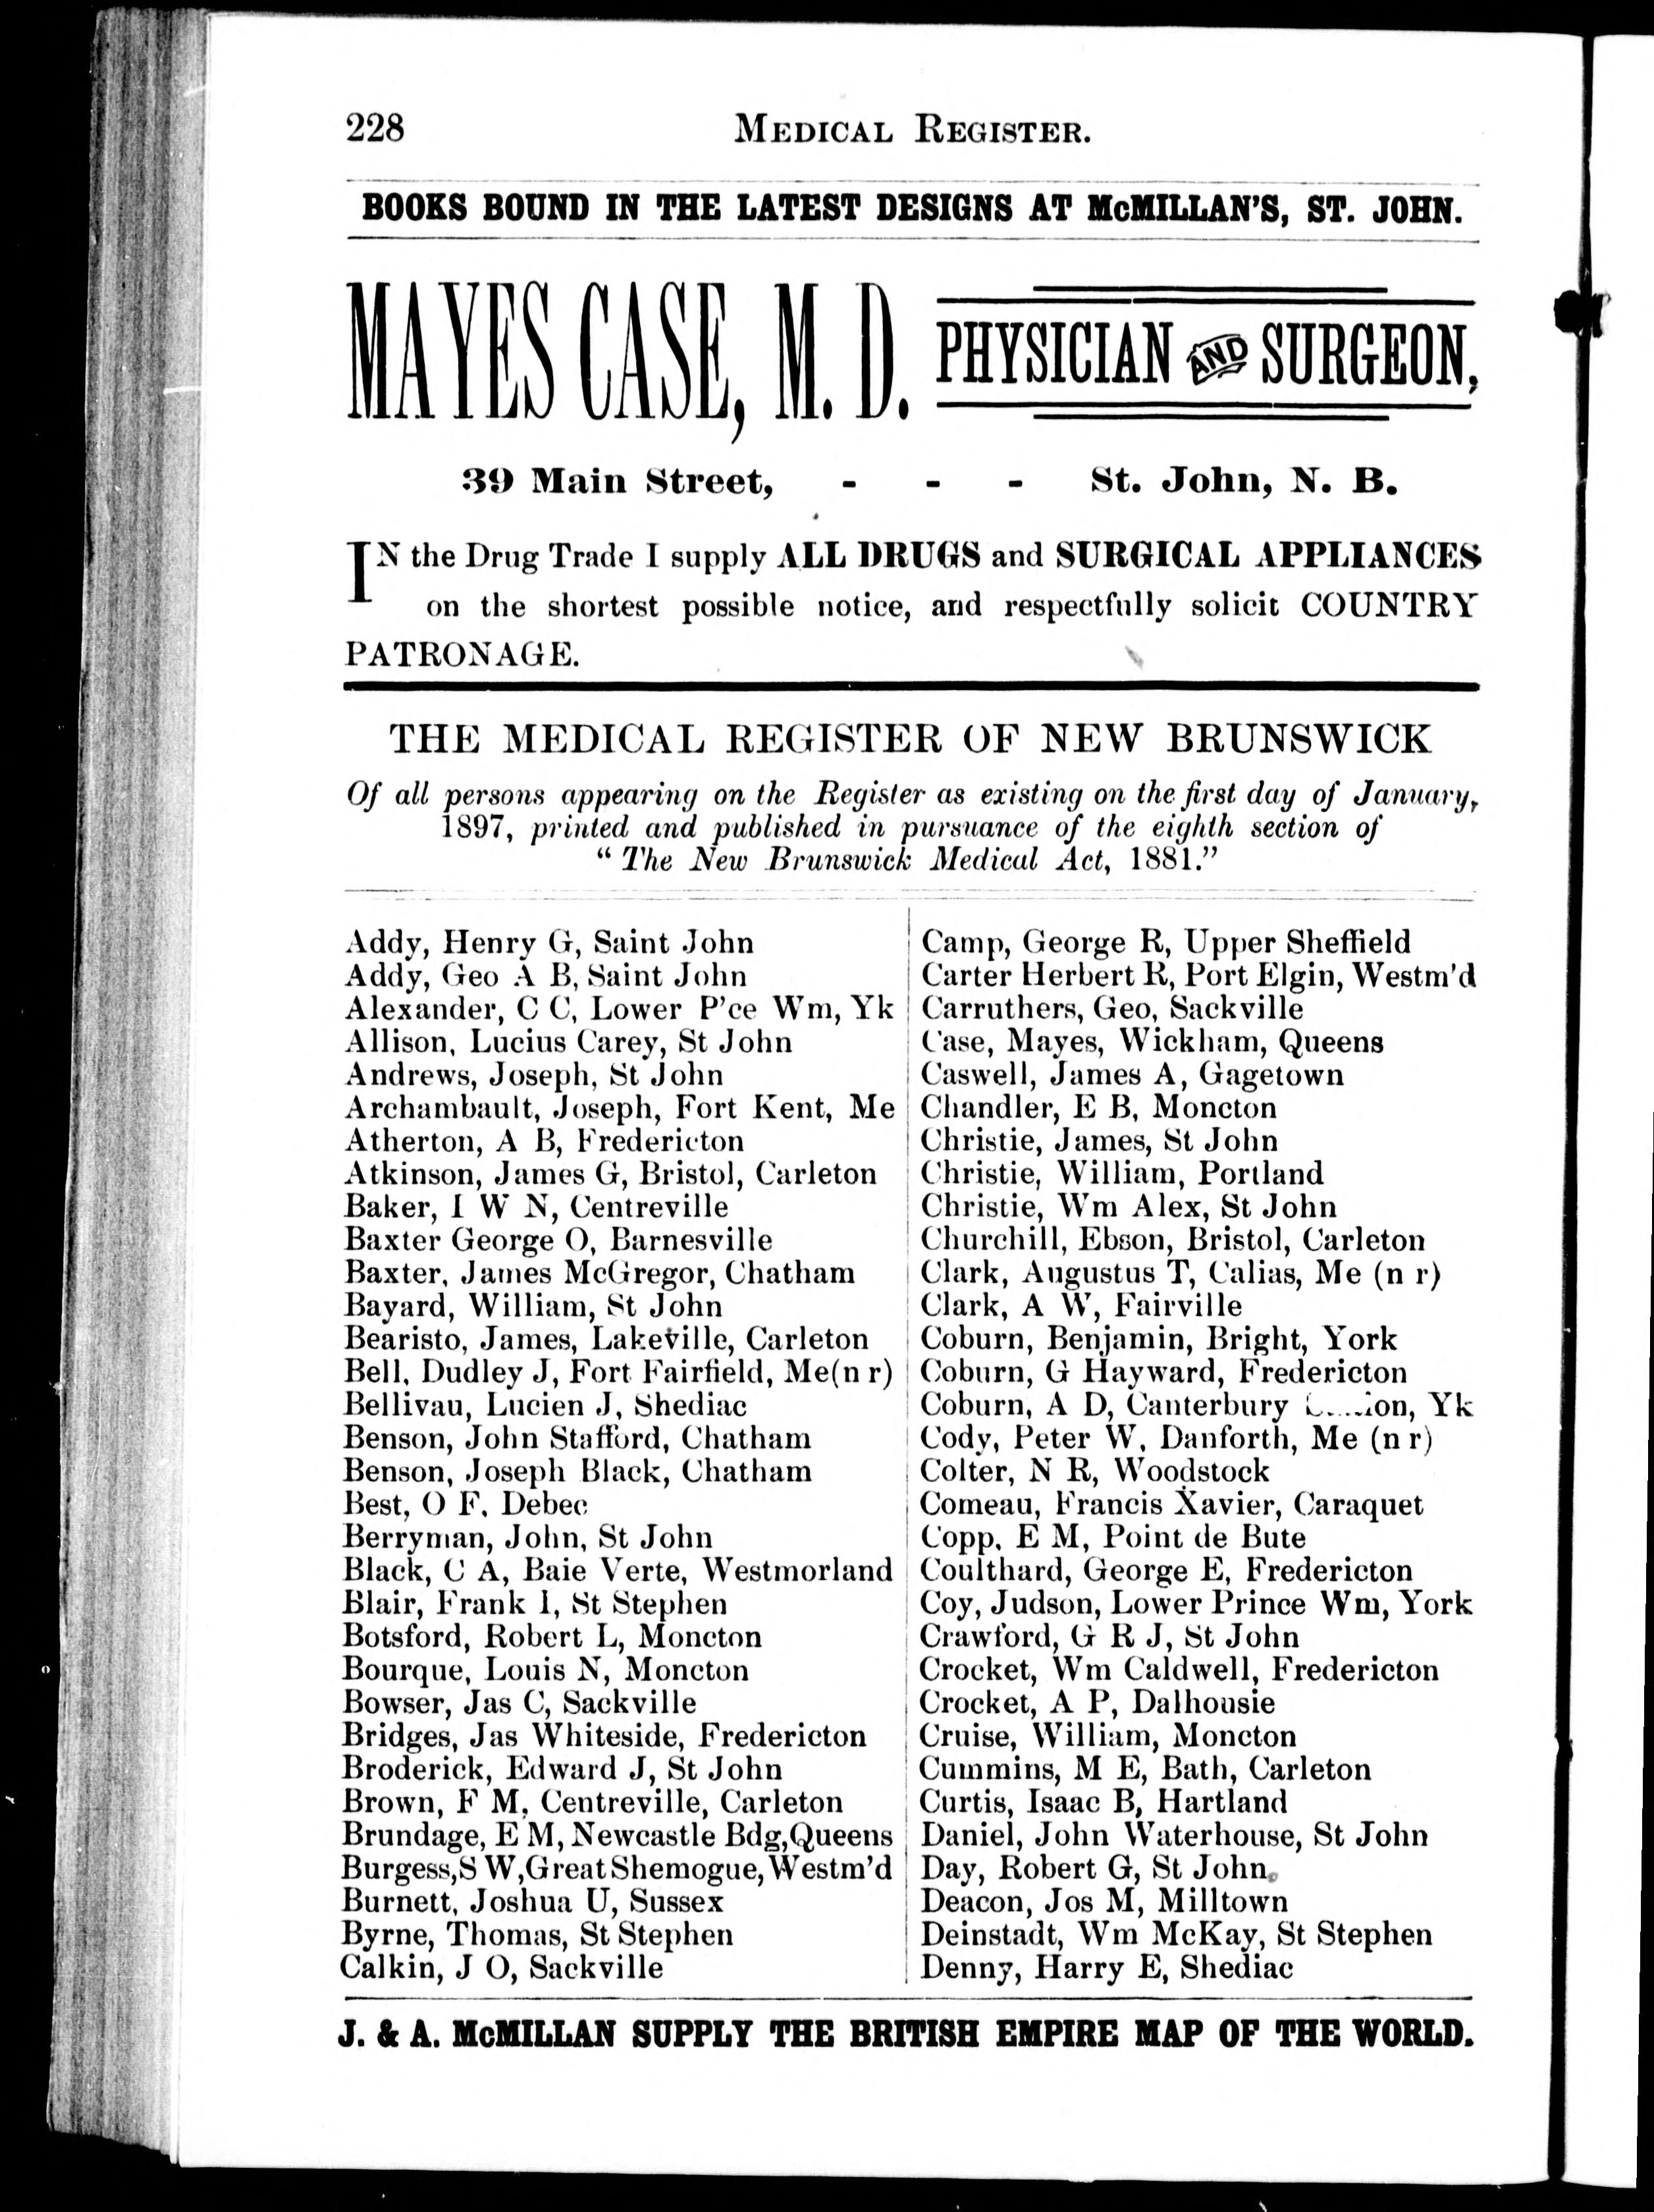 228 MEDICAL REGISTER.
BOOKS BOUND IN THE LATEST DESIGNS AT McMILLAN'S, ST. JOHN.
MAYES CASE, M. D. PHYSICIAN AND SURGEON,
39 Main Street, - - - St. John, N. B.
IN the Drug Trade I supply ALL DRUGS and SURGICAL APPLIANCES
on the shortest possible notice, and respectfully solicit COUNTRY
PATRONAGE.
THE MEDICAL REGISTER OF NEW BRUNSWICK
Of all persons appearing on the Register as existing on the first day of January,
1897, printed and published in pursuance of the eighth section of
“ The New Brunswick Medical Act, 1881.”
Addy, Henry G, Saint John
Addy, Geo A B, Saint John
Alexander, C C, Lower P'ce Wm, Yk
Allison, Lucius Carey, St John
Andrews, Joseph, St John
Archambault, Joseph, Fort Kent, Me
Atherton, A B, Fredericton
Atkinson, James G, Bristol, Carleton
Baker, I W N, Centreville
Baxter George O, Barnesville
Baxter, James McGregor, Chatham
Bayard, William, St John
Bearisto, James, Lakeville, Carleton
Bell, Dudley J, Fort Fairfield, Me(n r)
Bellivau, Lucien J, Shediac
Benson, John Stafford, Chatham
Benson, Joseph Black, Chatham
Best, O F, Debec
Berryman, John, St John
Black, C A, Baie Verte, Westmorland
Blair, Frank I, St Stephen
Botsford, Robert L, Moncton
Bourque, Louis N, Moncton
Bowser, Jas C, Sackville
Bridges, Jas Whiteside, Fredericton
Broderick, Edward J, St John
Brown, F M, Centreville, Carleton
Brundage, E M, Newcastle Bdg,Queens
Burgess,S W,Great Shemogue,Westm'd
Burnett, Joshua U, Sussex
Byrne, Thomas, St Stephen
Calkin, J O, Sackville
Camp, George R, Upper Sheffield
Carter Herbert R, Port Elgin, Westm'd
Carruthers, Geo, Sackville
Case, Mayes, Wickham, Queens
Caswell, James A, Gagetown
Chandler, E B, Moncton
Christie, James, St John
Christie, William, Portland
Christie, Wm Alex, St John
Churchill, Ebson, Bristol, Carleton
Clark, Augustus T, Calias, Me (n r)
Clark, A W, Fairville
Coburn, Benjamin, Bright, York
Coburn, G Hayward, Fredericton
Coburn, A D, Canterbury Yk
Cody, Peter W, Danforth, Me (n r)
Colter, N R, Woodstock
Comeau, Francis Xavier, Caraquet
Copp, E M, Point de Bute
Coulthard, George E, Fredericton
Coy, Judson, Lower Prince Wm, York
Crawford, G R J, St John
Crocket, Wm Caldwell, Fredericton
Crocket, A P, Dalhousie
Cruise, William, Moncton
Cummins, M E, Bath, Carleton
Curtis, Isaac B, Hartland
Daniel, John Waterhouse, St John
Day, Robert G, St John
Deacon, Jos M, Milltown
Deinstadt, Wm McKay, St Stephen
Denny, Harry E, Shediac
J. & A. McMILLAN SUPPLY THE BRITISH EMPIRE MAP OF THE WORLD.